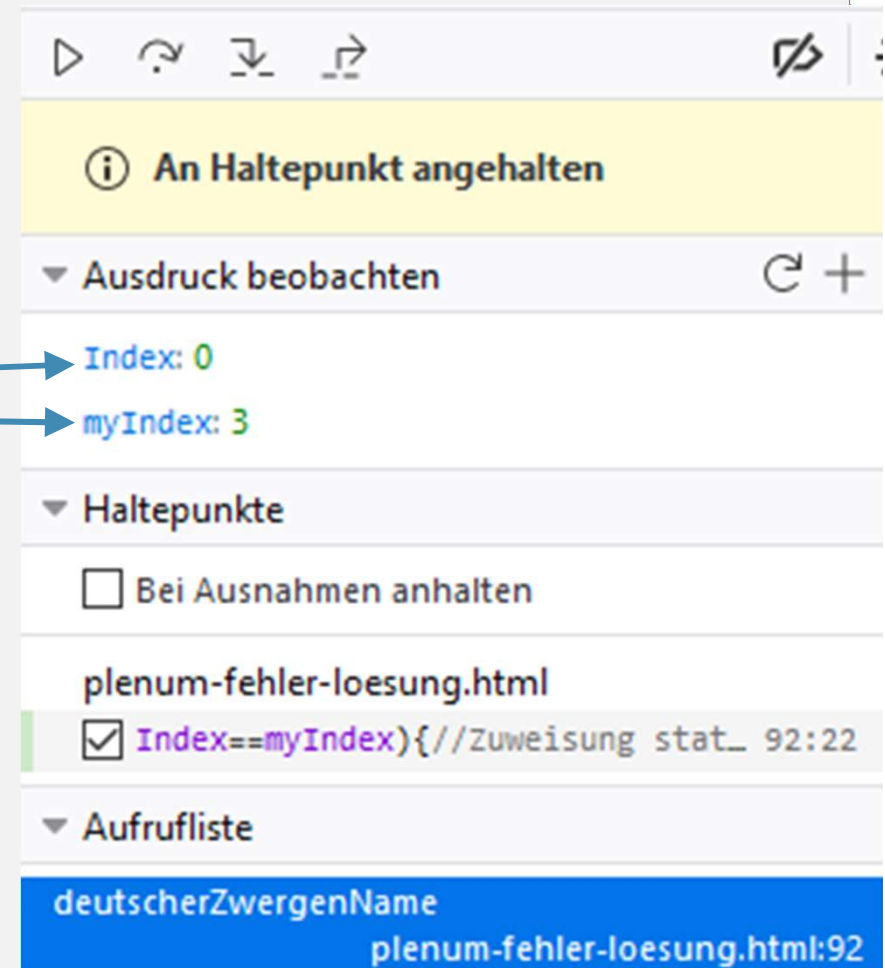 An Haltepunkt angehalten
Ausdruck beobachten
Index: 0
myIndex: 3
Haltepunkte
Bei Ausnahmen anhalten
plenum-fehler-loesung.html
Index==myIndex){//Zuweisung stat… 92:22
Aufrufliste
deutscherZwergenName
plenum-fehler-loesung.html:92